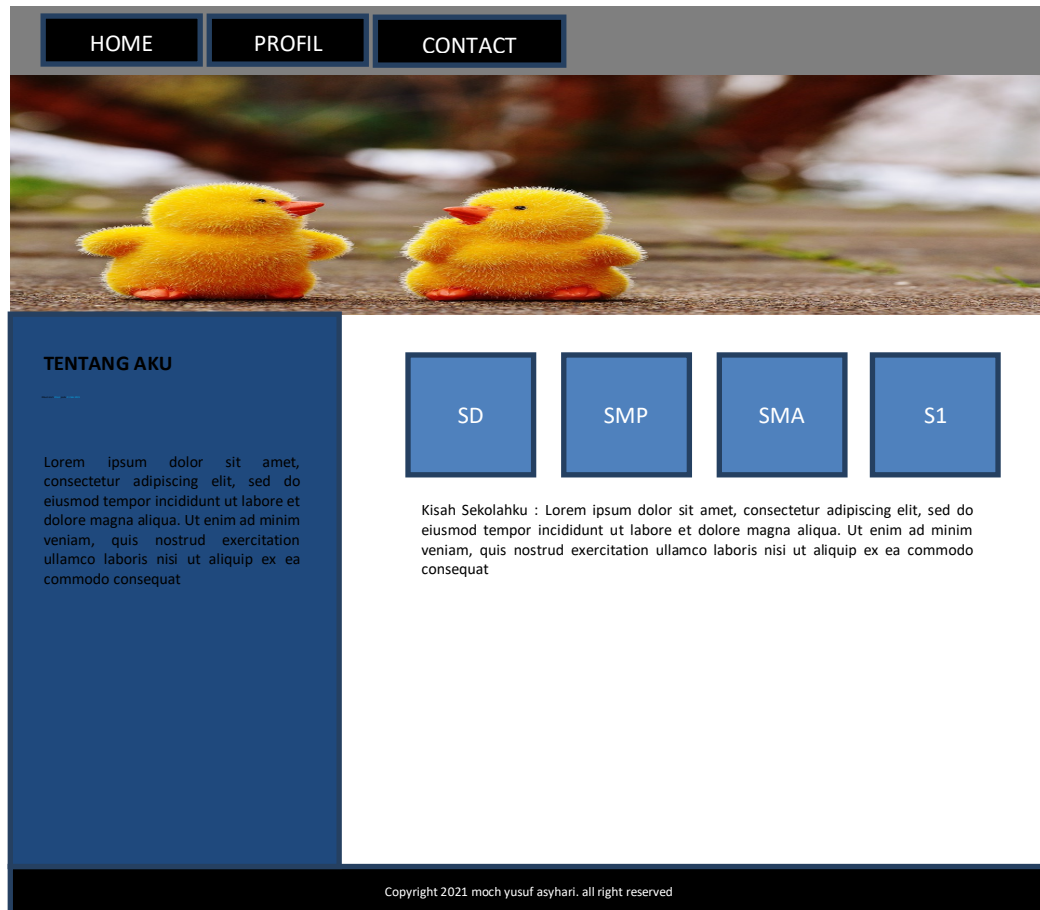 HOME PROFIL CONTACT
TENTANG AKU
Lorem ipsum dolor sit amet,
consectetur adipiscing elit, sed do
eiusmod tempor incididunt ut labore et
dolore magna aliqua. Ut enim ad minim
veniam, quis nostrud exercitation
ullamco laboris nisi ut aliquip ex ea
commodo consequat
SD SMP SMA S1
Kisah Sekolahku : Lorem ipsum dolor sit amet, consectetur adipiscing elit, sed do
eiusmod tempor incididunt ut labore et dolore magna aliqua. Ut enim ad minim
veniam, quis nostrud exercitation ullamco laboris nisi ut aliquip ex ea commodo
consequat
Copyright 2021 moch yusuf asyhari. all right reserved